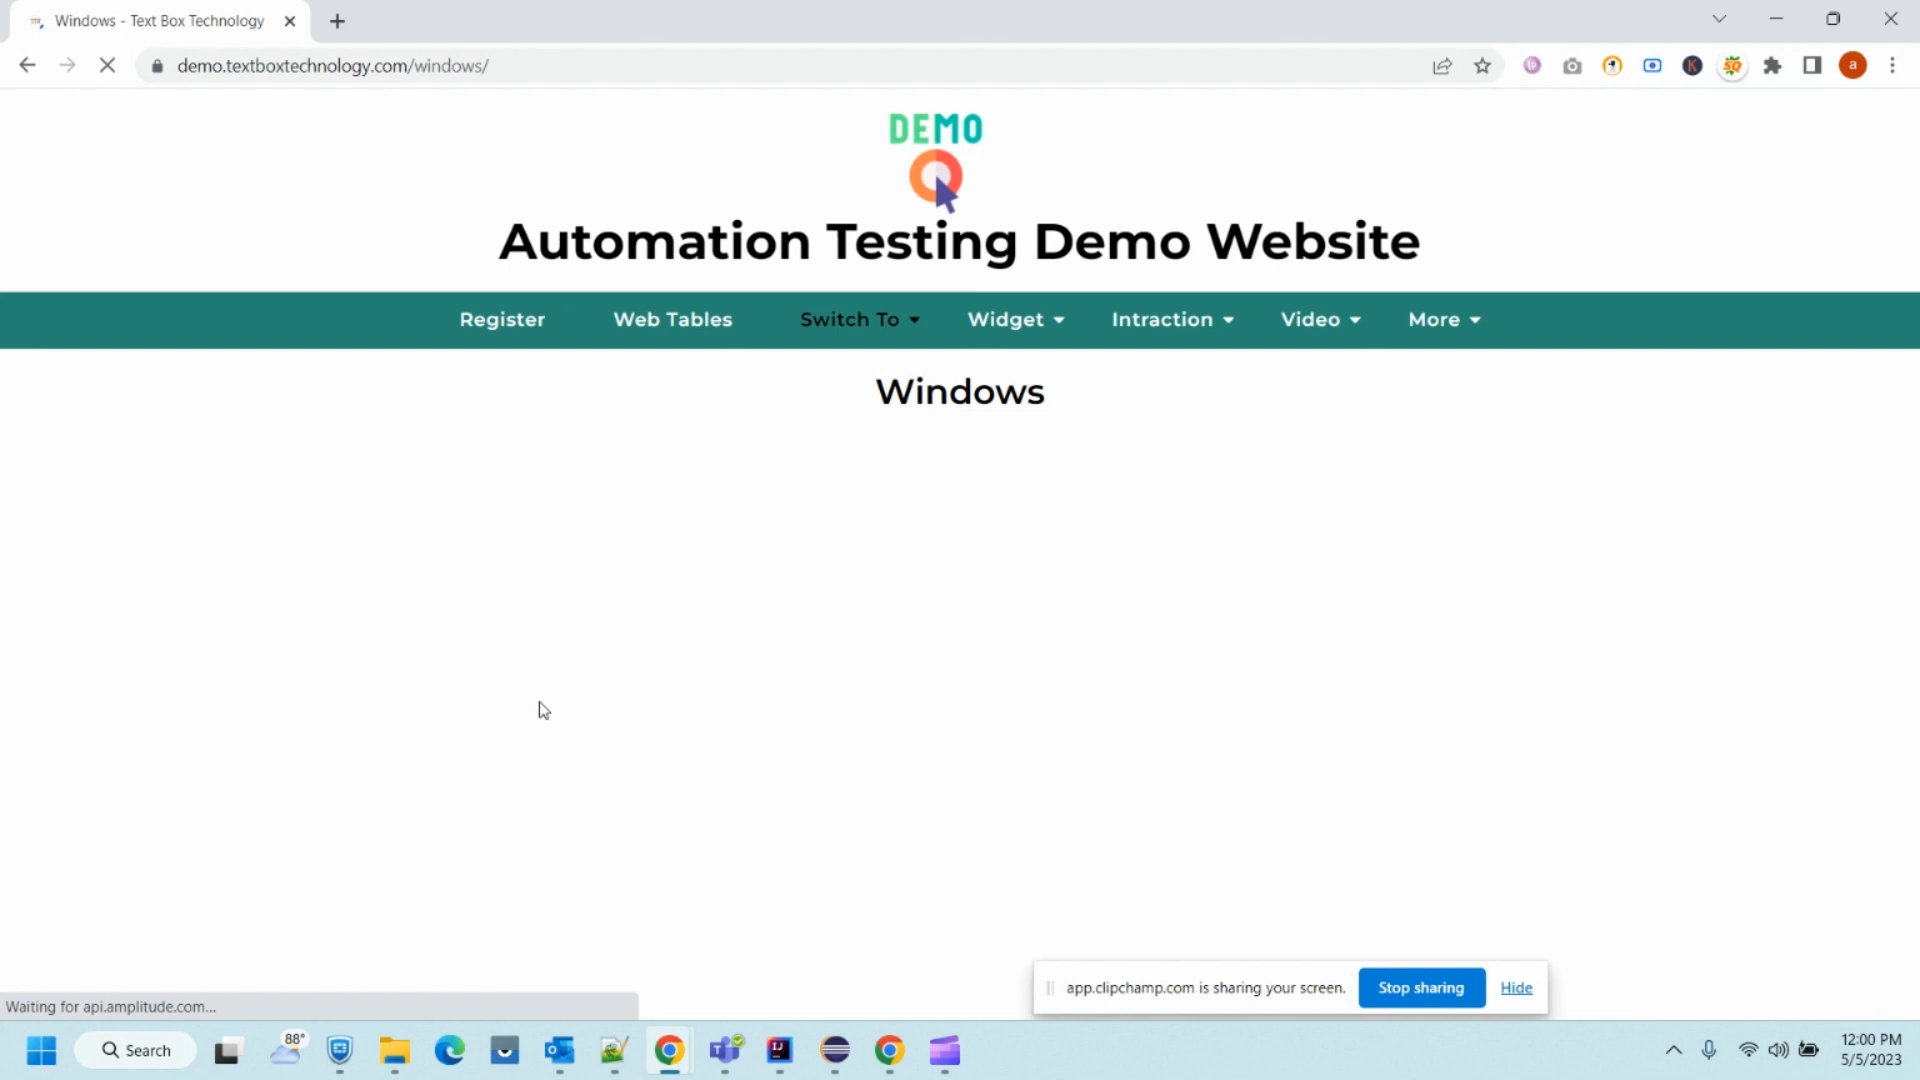 Windows - Text Box Technology
demo.textboxtechnology.com/windows/
K
SQ
a
DEMO
Automation Testing Demo Website
Register
Web Tables
Switch To
Widget
Intraction
Video
More
Windows
Waiting for api.amplitude.com...
app.clipchamp.com is sharing your screen.
Stop sharing
Hide
Search
88°
12:00 PM
5/5/2023